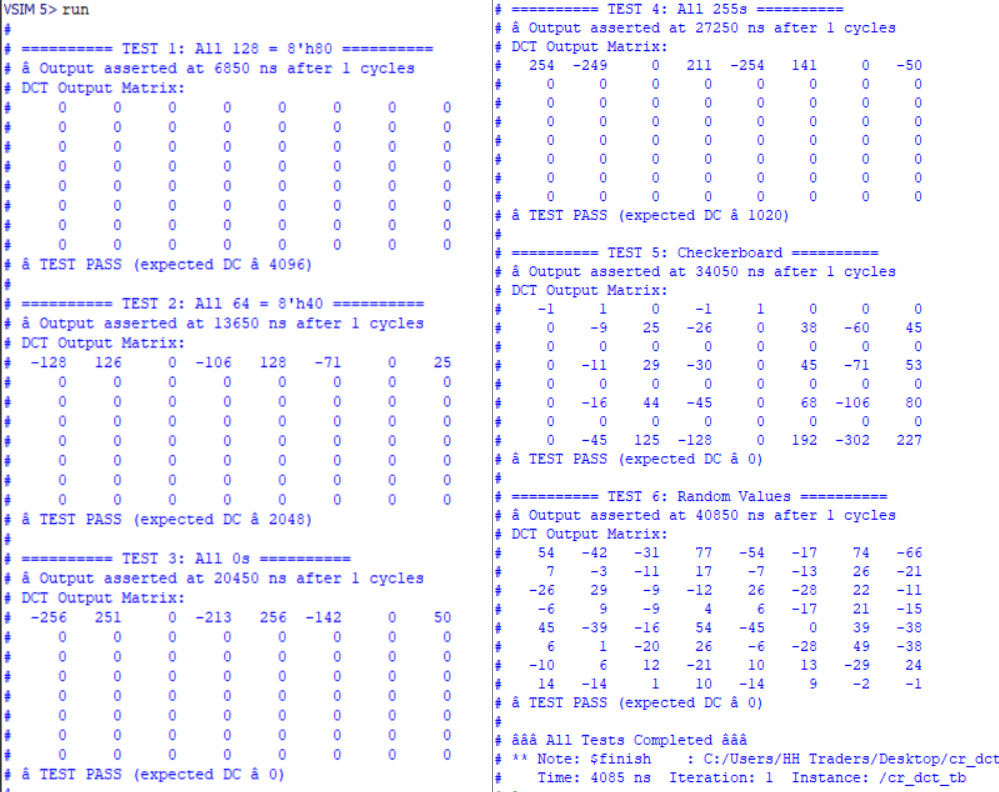 VSIM 5> run
#
# ========== TEST 1: All 128 = 8'h80 ==========
# â Output asserted at 6850 ns after 1 cycles
# DCT Output Matrix:
# 0 0 0 0 0 0 0 0
# 0 0 0 0 0 0 0 0
# 0 0 0 0 0 0 0 0
# 0 0 0 0 0 0 0 0
# 0 0 0 0 0 0 0 0
# 0 0 0 0 0 0 0 0
# 0 0 0 0 0 0 0 0
# 0 0 0 0 0 0 0 0
# â TEST PASS (expected DC â 4096)
#
# ========== TEST 2: All 64 = 8'h40 ==========
# â Output asserted at 13650 ns after 1 cycles
# DCT Output Matrix:
# -128 126 0 -106 128 -71 0 25
# 0 0 0 0 0 0 0 0
# 0 0 0 0 0 0 0 0
# 0 0 0 0 0 0 0 0
# 0 0 0 0 0 0 0 0
# 0 0 0 0 0 0 0 0
# 0 0 0 0 0 0 0 0
# 0 0 0 0 0 0 0 0
# â TEST PASS (expected DC â 2048)
#
# ========== TEST 3: All 0s ==========
# â Output asserted at 20450 ns after 1 cycles
# DCT Output Matrix:
# -256 251 0 -213 256 -142 0 50
# 0 0 0 0 0 0 0 0
# 0 0 0 0 0 0 0 0
# 0 0 0 0 0 0 0 0
# 0 0 0 0 0 0 0 0
# 0 0 0 0 0 0 0 0
# 0 0 0 0 0 0 0 0
# 0 0 0 0 0 0 0 0
# â TEST PASS (expected DC â 0)
# ========== TEST 4: All 255s ==========
# â Output asserted at 27250 ns after 1 cycles
# DCT Output Matrix:
# 254 -249 0 211 -254 141 0 -50
# 0 0 0 0 0 0 0 0
# 0 0 0 0 0 0 0 0
# 0 0 0 0 0 0 0 0
# 0 0 0 0 0 0 0 0
# 0 0 0 0 0 0 0 0
# 0 0 0 0 0 0 0 0
# 0 0 0 0 0 0 0 0
# â TEST PASS (expected DC â 1020)
#
# ========== TEST 5: Checkerboard ==========
# â Output asserted at 34050 ns after 1 cycles
# DCT Output Matrix:
# -1 1 0 -1 1 0 0 0
# 0 -9 25 -26 0 38 -60 45
# 0 0 0 0 0 0 0 0
# 0 -11 29 -30 0 45 -71 53
# 0 0 0 0 0 0 0 0
# 0 -16 44 -45 0 68 -106 80
# 0 0 0 0 0 0 0 0
# 0 -45 125 -128 0 192 -302 227
# â TEST PASS (expected DC â 0)
#
# ========== TEST 6: Random Values ==========
# â Output asserted at 40850 ns after 1 cycles
# DCT Output Matrix:
# 54 -42 -31 77 -54 -17 74 -66
# 7 -3 -11 17 -7 -13 26 -21
# -26 29 -9 -12 26 -28 22 -11
# -6 9 -9 4 6 -17 21 -15
# 45 -39 -16 54 -45 0 39 -38
# 6 1 -20 26 -6 -28 49 -38
# -10 6 12 -21 10 13 -29 24
# 14 -14 1 10 -14 9 -2 -1
# â TEST PASS (expected DC â 0)
#
# âââ All Tests Completed âââ
# ** Note: $finish : C:/Users/HH Traders/Desktop/cr_dct
# Time: 4085 ns Iteration: 1 Instance: /cr_dct_tb